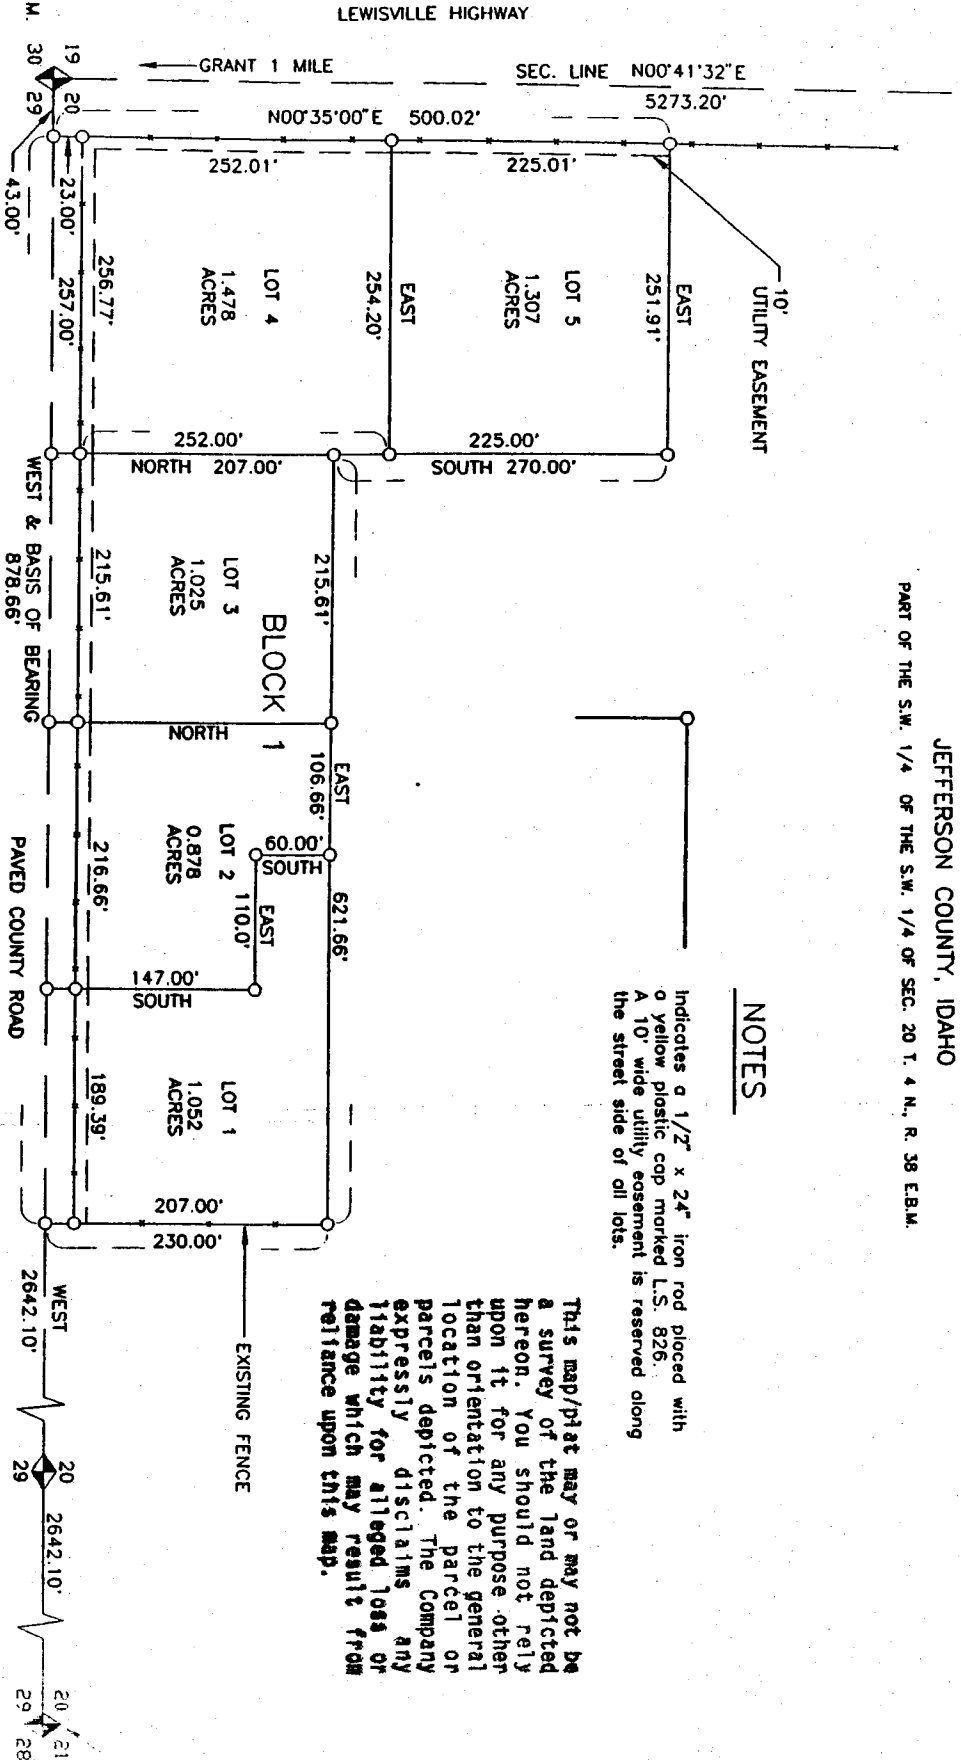 JEFFERSON COUNTY, IDAHO
PART OF THE S.W. 1/4 OF THE S.W. 1/4 OF SEC. 20 T. 4 N., R. 38 E.B.M.
NOTES
Indicates a 1/2" x 24" iron rod placed with
a yellow plastic cap marked L.S. 826.
A 10' wide utility easement is reserved along
the street side of all lots.
This map/plat may or may not be
a survey of the land depicted
hereon. You should not rely
upon it for any purpose other
than orientation to the general
location of the parcel or
parcels depicted. The Company
expressly disclaims any
liability for alleged loss or
damage which may result from
reliance upon this map.
LEWISVILLE HIGHWAY
GRANT 1 MILE
SEC. LINE N00°41'32"E
5273.20'
N00°35'00"E 500.02'
252.01'
225.01'
10'
UTILITY EASEMENT
EAST
251.91'
LOT 5
1.307
ACRES
EAST
254.20'
LOT 4
1.478
ACRES
256.77'
257.00'
23.00'
43.00'
19 20
30 29
M.
252.00'
NORTH 207.00'
225.00'
SOUTH 270.00'
215.61'
LOT 3
1.025
ACRES
215.61'
BLOCK 1
NORTH
EAST
106.66'
621.66'
60.00'
SOUTH
EAST
110.0'
LOT 2
0.878
ACRES
216.66'
147.00'
SOUTH
LOT 1
1.052
ACRES
189.39'
207.00'
230.00'
EXISTING FENCE
WEST & BASIS OF BEARING
878.66'
PAVED COUNTY ROAD
WEST
2642.10'
20
29
2642.10'
20 21
29 28